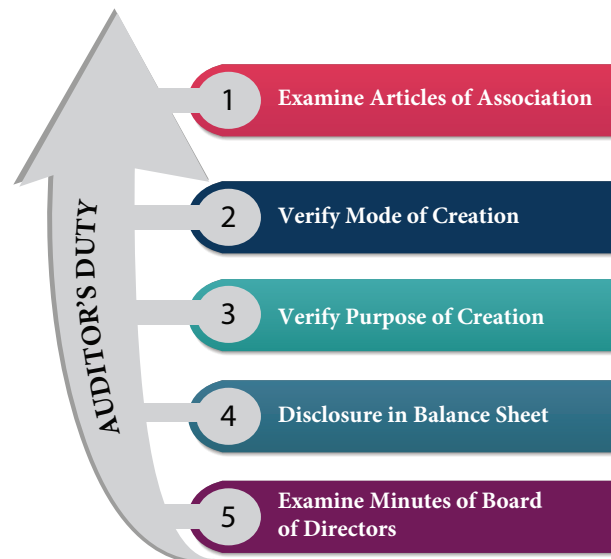 AUDITOR'S DUTY
1 Examine Articles of Association
2 Verify Mode of Creation
3 Verify Purpose of Creation
4 Disclosure in Balance Sheet
5 Examine Minutes of Board
of Directors